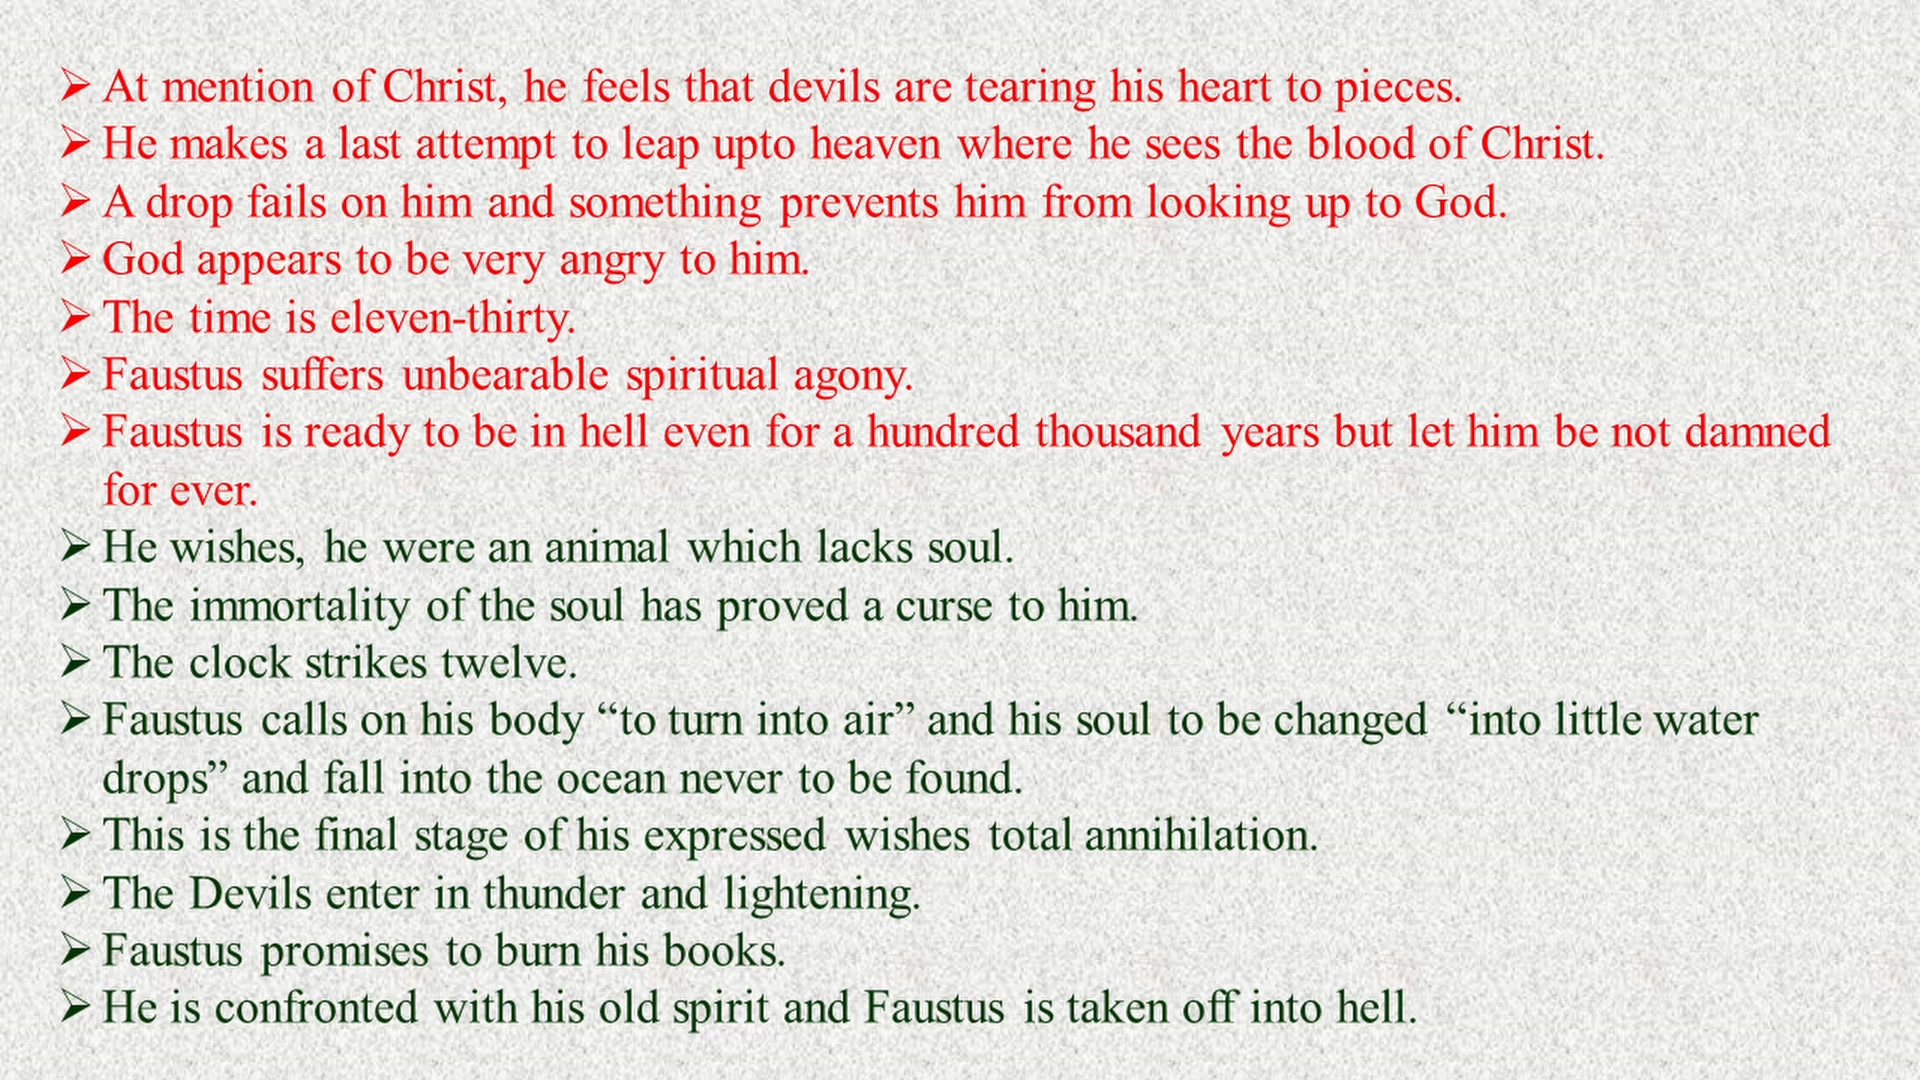 ➢ At mention of Christ, he feels that devils are tearing his heart to pieces.
➢ He makes a last attempt to leap upto heaven where he sees the blood of Christ.
➢ A drop fails on him and something prevents him from looking up to God.
➢ God appears to be very angry to him.
➢ The time is eleven-thirty.
➢ Faustus suffers unbearable spiritual agony.
➢ Faustus is ready to be in hell even for a hundred thousand years but let him be not damned
for ever.
➢ He wishes, he were an animal which lacks soul.
➢ The immortality of the soul has proved a curse to him.
➢ The clock strikes twelve.
➢ Faustus calls on his body “to turn into air” and his soul to be changed “into little water
drops” and fall into the ocean never to be found.
➢ This is the final stage of his expressed wishes total annihilation.
➢ The Devils enter in thunder and lightening.
➢ Faustus promises to burn his books.
➢ He is confronted with his old spirit and Faustus is taken off into hell.